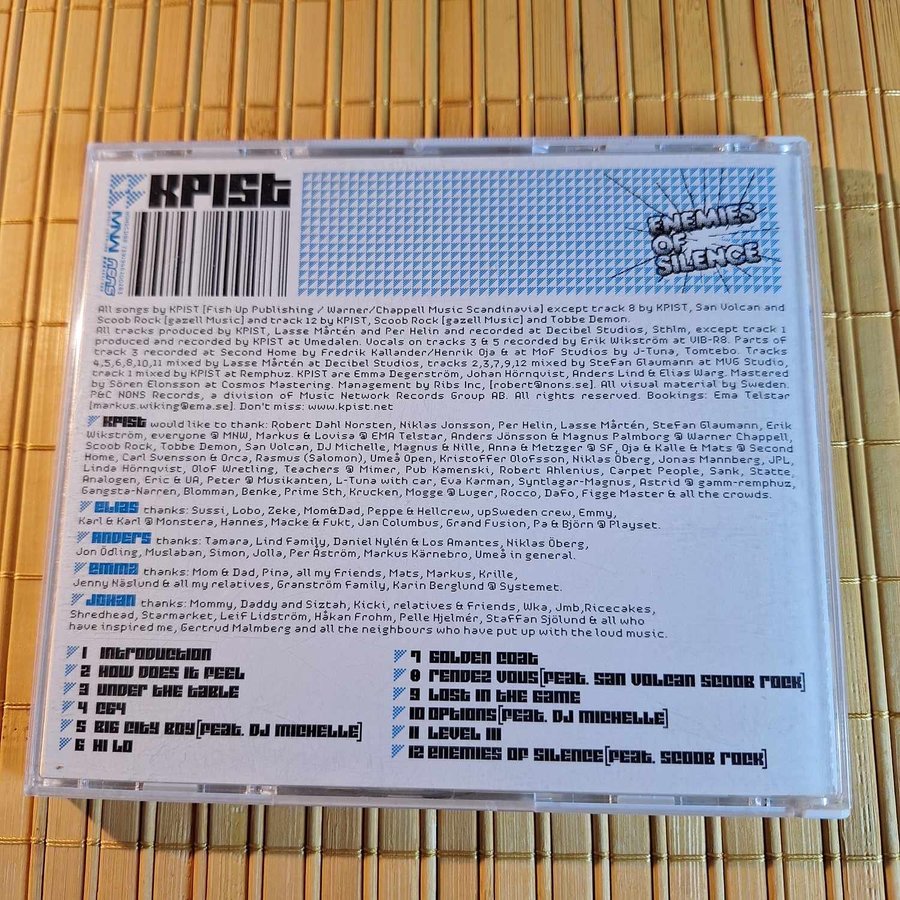 KPIST
MNW
nons
ENEMIES
OF
SILENCE
All songs by KPIST [Fish Up Publishing / Warner/Chappell Music Scandinavia] except track 8 by KPIST, San Volcan and
Scoob Rock [gazell Music] and track 12 by KPIST, Scoob Rock [gazell Music] and Tobbe Demon.
All tracks produced by KPIST, Lasse Mårtén and Per Helin and recorded at Decibel Studios, Sthlm, except track 1
produced and recorded by KPIST at Umedalen. Vocals on tracks 3 & 5 recorded by Erik Wikström at VIB-R8. Parts of
track 3 recorded at Second Home by Fredrik Kallander/Henrik Oja & at MoF Studios by J-Tuna, Tomtebo. Tracks
4,5,6,8,10,11 mixed by Lasse Mårtén at Decibel Studios, tracks 2,3,7,9,12 mixed by Stefan Glaumann at MVG Studio,
track 1 mixed by KPIST at Remphuz. KPIST are Emma Degerström, Johan Hörnqvist, Anders Lind & Elias Warg. Mastered
by Sören Elonsson at Cosmos Mastering. Management by Ribs Inc, [robert@nons.se]. All visual material by Sweden.
P&C NONS Records, a division of Music Network Records Group AB. All rights reserved. Bookings: Ema Telstar
[markus.wiking@ema.se]. Don't miss: www.kpist.net
KPIST would like to thank: Robert Dahl Norsten, Niklas Jonsson, Per Helin, Lasse Mårtén, Stefan Glaumann, Erik
Wikström, everyone @ MNW, Markus & Lovisa @ EMA Telstar, Anders Jönsson & Magnus Palmborg @ Warner Chappell,
Scoob Rock, Tobbe Demon, San Volcan, DJ Michelle, Magnus & Nille, Anna & Metzger @ SF, Oja & Kalle & Mats @ Second
Home, Carl Svensson & Orca, Rasmus (Salomon), Umeå Open, Kristoffer Olofsson, Niklas Öberg, Jonas Mannberg, JPL,
Linda Hörnqvist, Olof Wretling, Teachers @ Mimer, Pub Kamenski, Robert Ahlenius, Carpet People, Sank, Statte,
Analogen, Eric & UA, Peter @ Musikanten, L-Tuna with car, Eva Karman, Syntlagar-Magnus, Astrid @ gamm-remphuz,
Gangsta-Narren, Blomman, Benke, Prime Sth, Krucken, Mogge @ Luger, Rocco, Dafo, Figge Master & all the crowds.
ELIAS thanks: Sussi, Lobo, Zeke, Mom&Dad, Peppe & Hellcrew, upSweden crew, Emmy,
Karl & Karl @ Monstera, Hannes, Macke & Fukt, Jan Columbus, Grand Fusion, Pa & Björn @ Playset.
ANDERS thanks: Tamara, Lind family, Daniel Nylén & Los Amantes, Niklas Öberg,
Jon Ödling, Muslaban, Simon, Jolla, Per Åström, Markus Kärnebro, Umeå in general.
EMMA thanks: Mom & Dad, Pina, all my friends, Mats, Markus, Krille,
Jenny Näslund & all my relatives, Granström family, Karin Berglund @ Systemet.
JOHAN thanks: Mommy, Daddy and Siztah, Kicki, relatives & friends, Wka, Jmb, Ricecakes,
Shredhead, Starmarket, Leif Lidström, Håkan Frohm, Pelle Hjelmér, Staffan Sjölund & all who
have inspired me, Gertrud Malmberg and all the neighbours who have put up with the loud music.
1 INTRODUCTION
2 HOW DOES IT FEEL
3 UNDER THE TABLE
4 C64
5 BIG CITY BOY[FEAT. DJ MICHELLE]
6 HI LO
7 GOLDEN COAT
8 RENDEZ VOUS[FEAT. SAN VOLCAN SCOOB ROCK]
9 LOST IN THE GAME
10 OPTIONS[FEAT. DJ MICHELLE]
11 LEVEL III
12 ENEMIES OF SILENCE[FEAT. SCOOB ROCK]